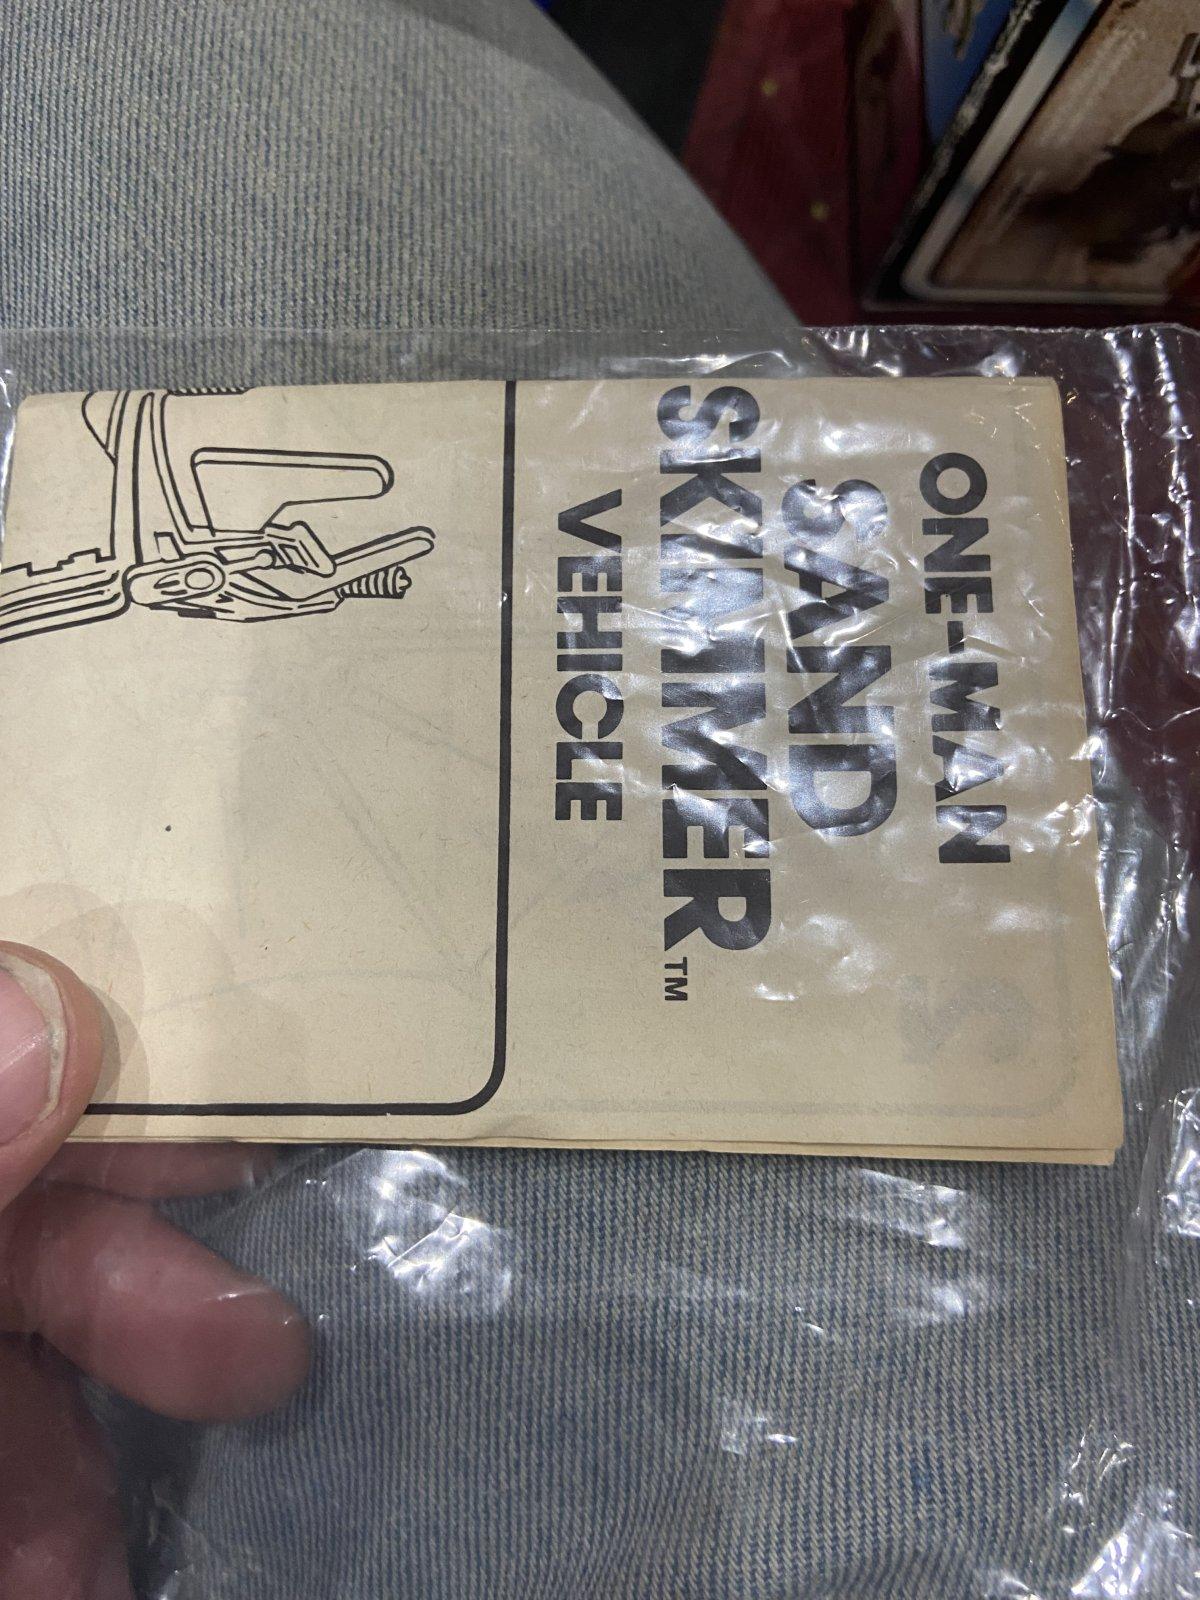 ONE-MAN
SAND
SKIMMER™
VEHICLE